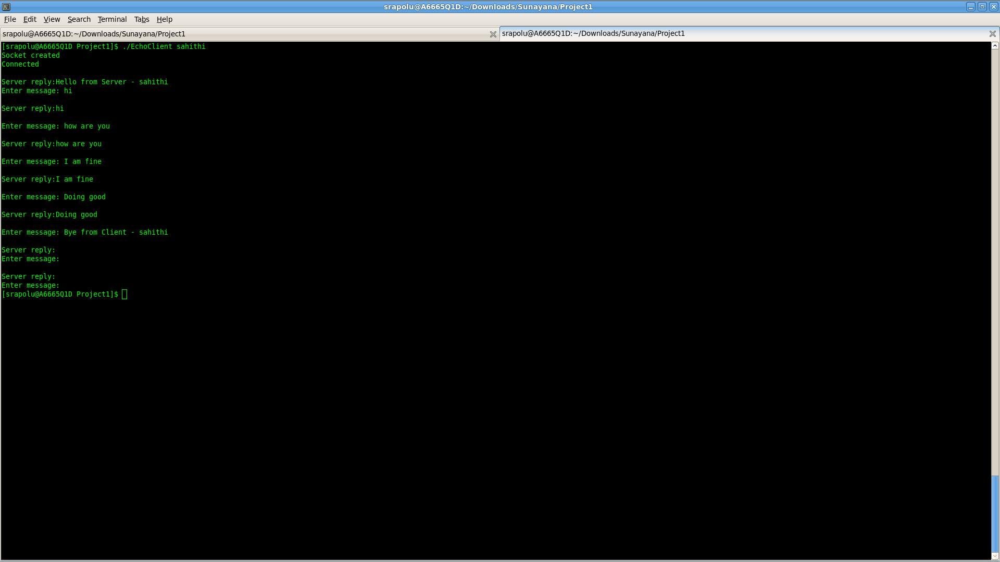 srapolu@A6665Q1D:~/Downloads/Sunayana/Project1
File Edit View Search Terminal Tabs Help
srapolu@A6665Q1D:~/Downloads/Sunayana/Project1
srapolu@A6665Q1D:~/Downloads/Sunayana/Project1
[srapolu@A6665Q1D Project1]$ ./EchoClient sahithi
Socket created
Connected
Server reply:Hello from Server - sahithi
Enter message: hi
Server reply:hi
Enter message: how are you
Server reply:how are you
Enter message: I am fine
Server reply:I am fine
Enter message: Doing good
Server reply:Doing good
Enter message: Bye from Client - sahithi
Server reply:
Enter message:
Server reply:
Enter message:
[srapolu@A6665Q1D Project1]$